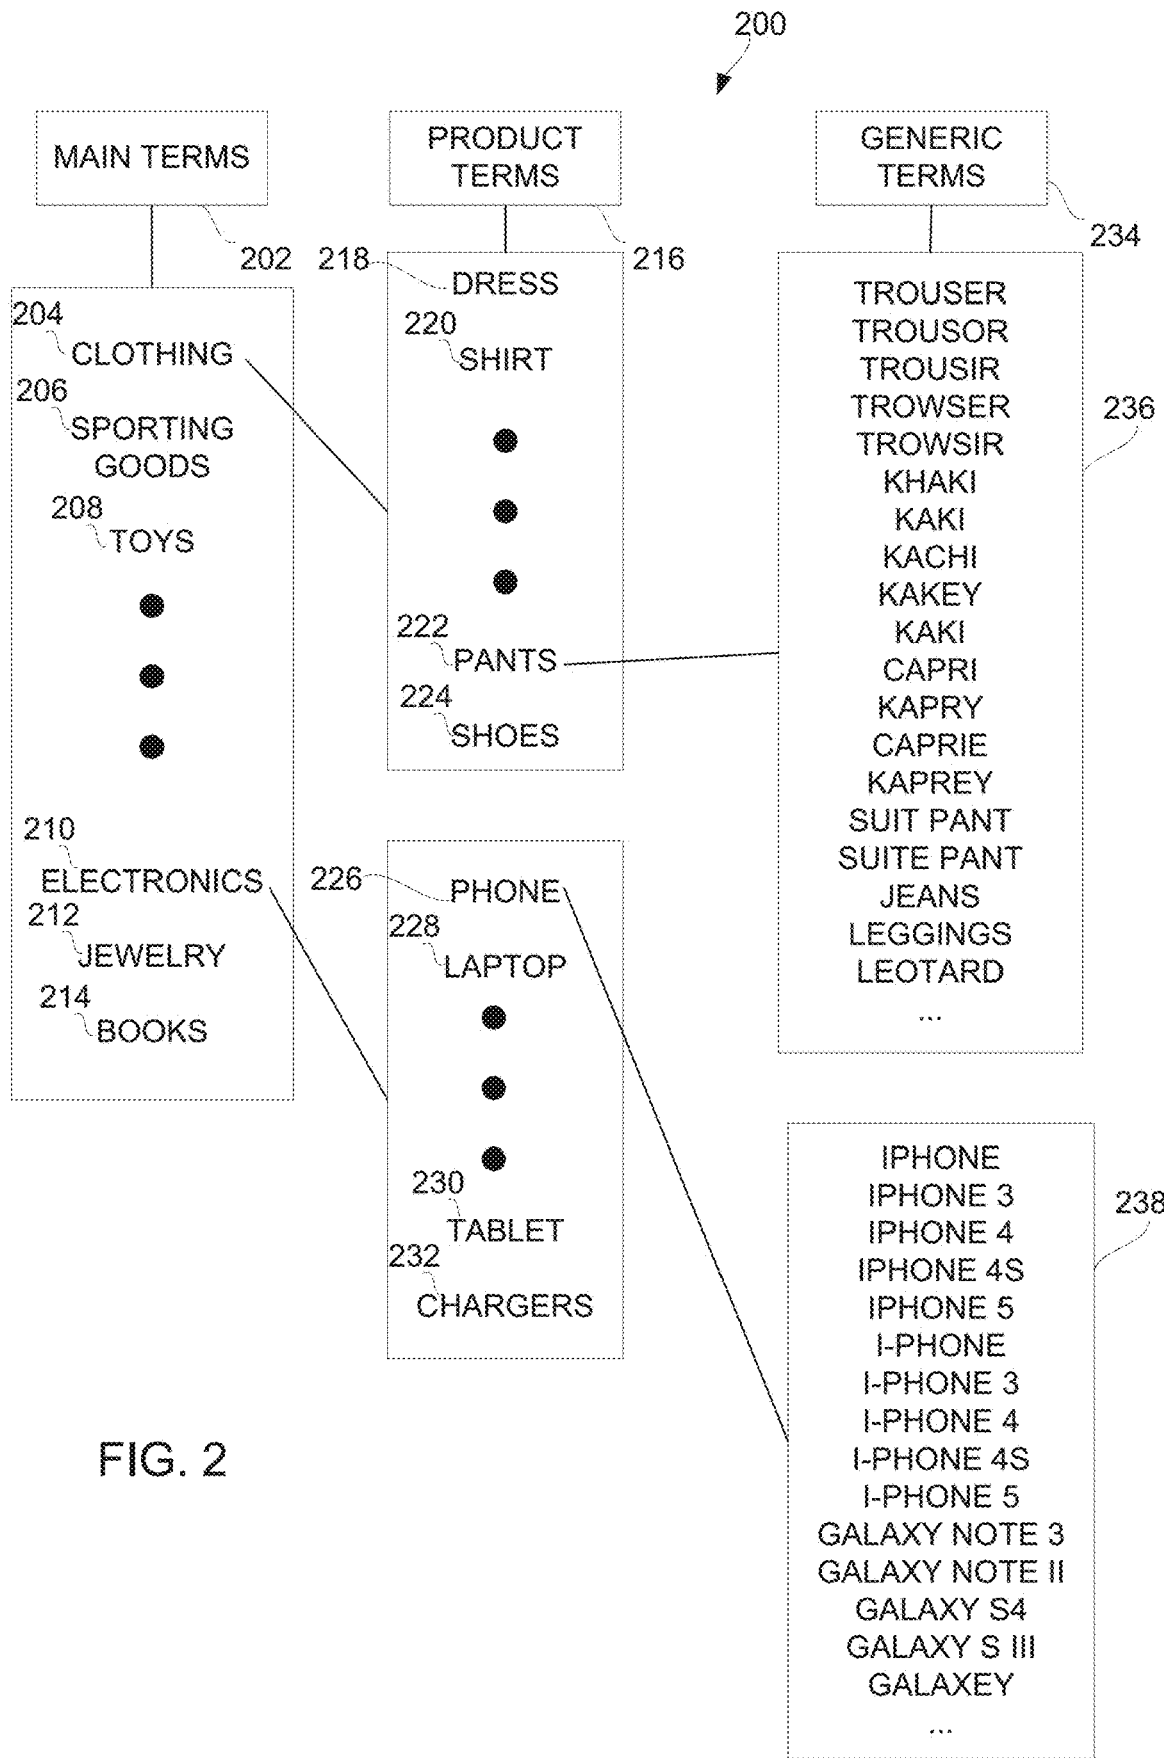 200
MAIN TERMS
202
204
CLOTHING
206
SPORTING
GOODS
208
TOYS
210
ELECTRONICS
212
JEWELRY
214
BOOKS
PRODUCT
TERMS
216
218
DRESS
220
SHIRT
222
PANTS
224
SHOES
226
PHONE
228
LAPTOP
230
TABLET
232
CHARGERS
GENERIC
TERMS
234
TROUSER
TROUSOR
TROUSIR
TROWSER
TROWSIR
KHAKI
KAKI
KACHI
KAKEY
KAKI
CAPRI
KAPRY
CAPRIE
KAPREY
SUIT PANT
SUITE PANT
JEANS
LEGGINGS
LEOTARD
...
236
IPHONE
IPHONE 3
IPHONE 4
IPHONE 4S
IPHONE 5
I-PHONE
I-PHONE 3
I-PHONE 4
I-PHONE 4S
I-PHONE 5
GALAXY NOTE 3
GALAXY NOTE II
GALAXY S4
GALAXY S III
GALAXEY
...
238
FIG. 2